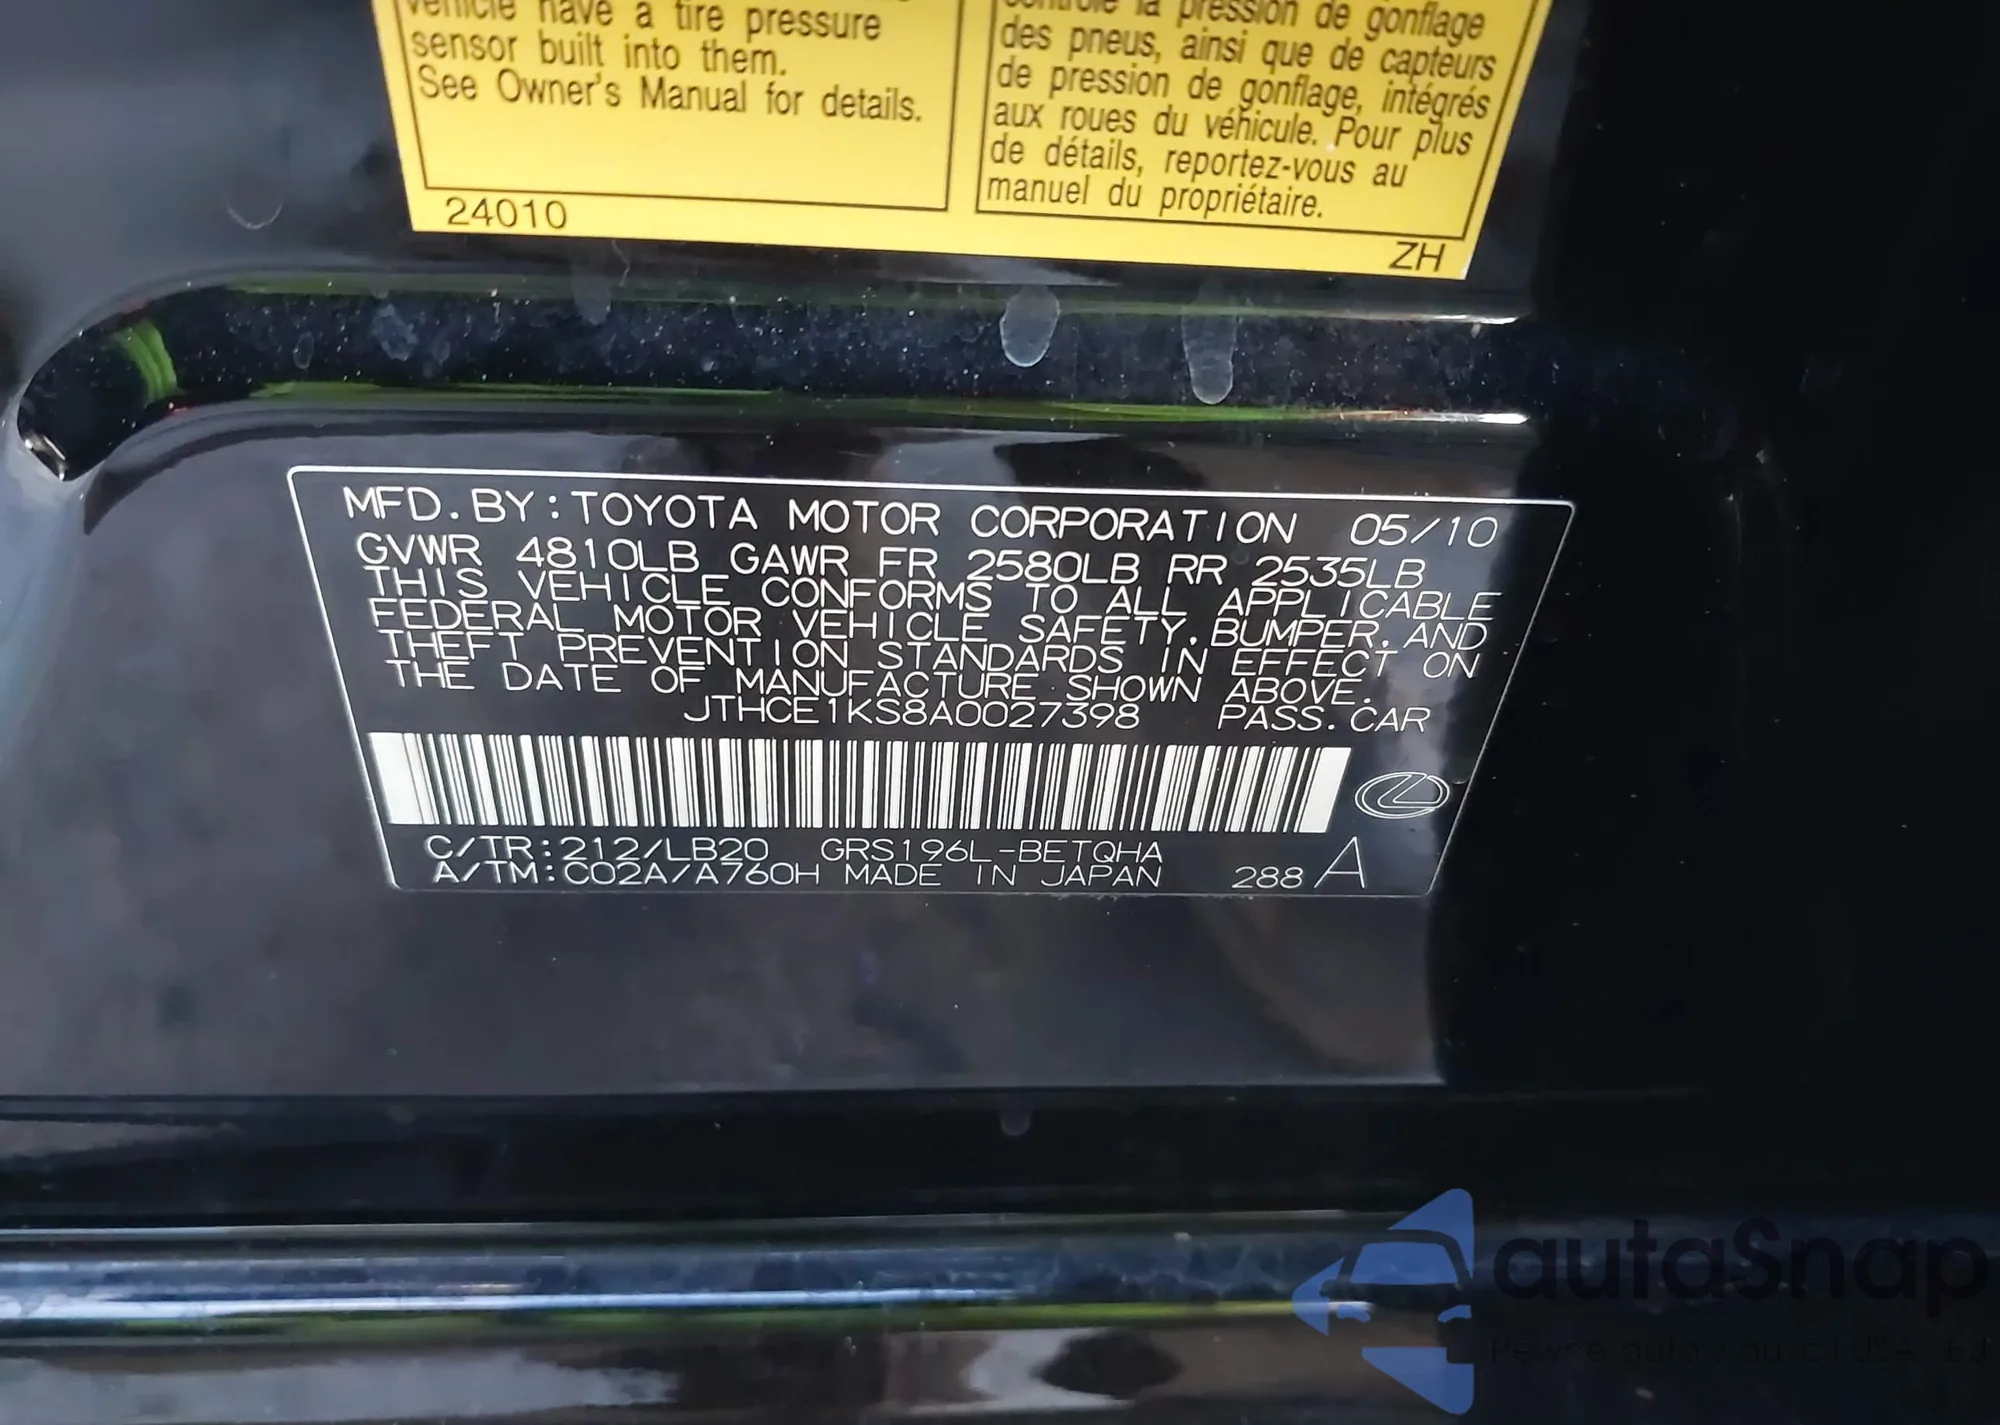 vehicle have a tire pressure
sensor built into them.
See Owner's Manual for details.
24010
contrôle la pression de gonflage
des pneus, ainsi que de capteurs
de pression de gonflage, intégrés
aux roues du véhicule. Pour plus
de détails, reportez-vous au
manuel du propriétaire.
ZH
MFD. BY: TOYOTA MOTOR CORPORATION 05/10
GVWR 4810LB GAWR FR 2580LB RR 2535LB
THIS VEHICLE CONFORMS TO ALL APPLICABLE
FEDERAL MOTOR VEHICLE SAFETY, BUMPER, AND
THEFT PREVENTION STANDARDS IN EFFECT ON
THE DATE OF MANUFACTURE SHOWN ABOVE.
JTHCE1KS8A0027398 PASS. CAR
C/TR: 212/LB20 GRS196L-BETQHA
A/TM: C02A/A760H MADE IN JAPAN 288 A
autaSnap